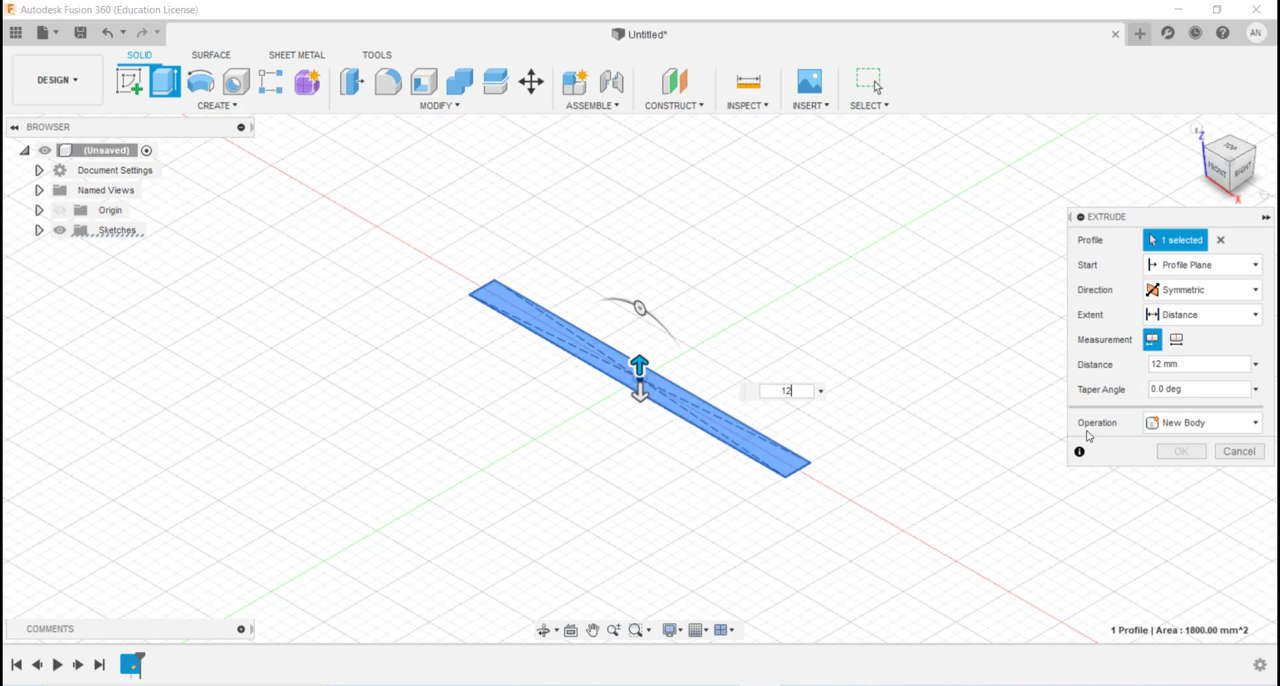 Autodesk Fusion 360 (Education License)
Untitled*
AN
DESIGN
SOLID SURFACE SHEET METAL TOOLS
CREATE MODIFY ASSEMBLE CONSTRUCT INSPECT INSERT SELECT
BROWSER
(Unsaved)
Document Settings
Named Views
Origin
Sketches
Z
TOP
FRONT
RIGHT
X
EXTRUDE
Profile 1 selected
Start Profile Plane
Direction Symmetric
Extent Distance
Measurement
Distance 12 mm
Taper Angle 0.0 deg
Operation New Body
OK Cancel
12
COMMENTS
1 Profile | Area : 1800.00 mm^2